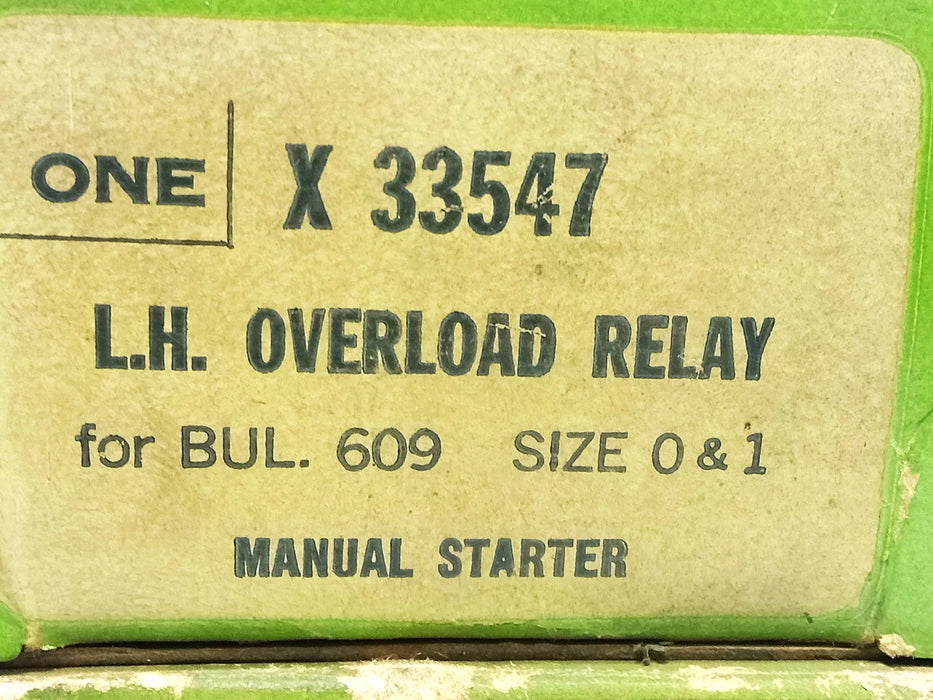 ONE X 33547
L.H. OVERLOAD RELAY
for BUL. 609 SIZE 0 & 1
MANUAL STARTER